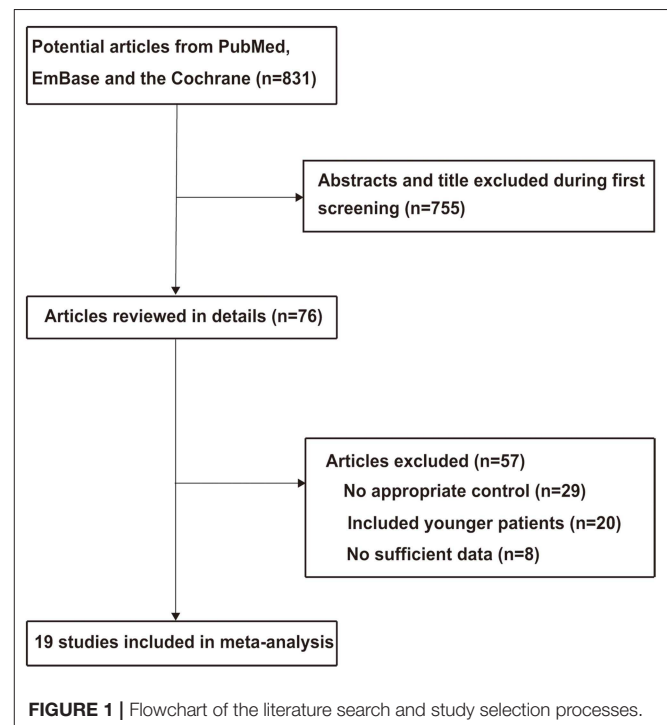 Potential articles from PubMed,
EmBase and the Cochrane (n=831)
Abstracts and title excluded during first
screening (n=755)
Articles reviewed in details (n=76)
Articles excluded (n=57)
No appropriate control (n=29)
Included younger patients (n=20)
No sufficient data (n=8)
19 studies included in meta-analysis
FIGURE 1 | Flowchart of the literature search and study selection processes.